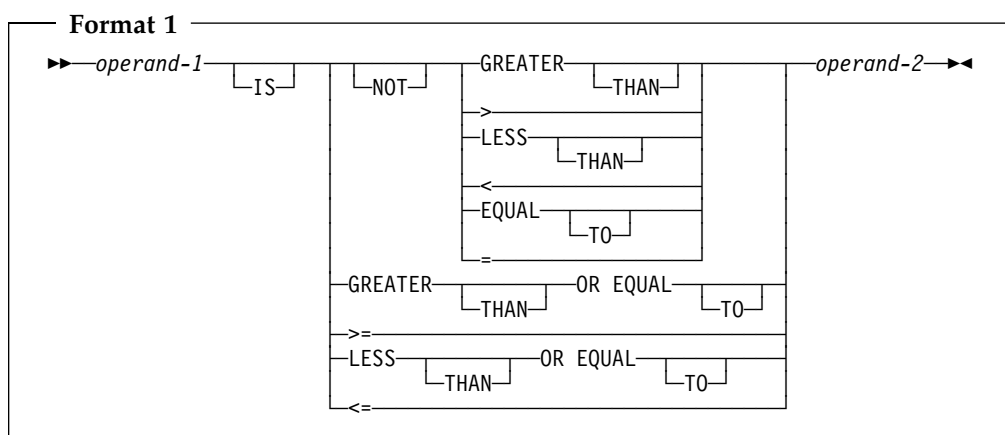 Format 1
operand-1 GREATER operand-2
IS NOT THAN
>
LESS
THAN
<
EQUAL
TO
=
GREATER OR EQUAL
THAN TO
>=
LESS OR EQUAL
THAN TO
<=